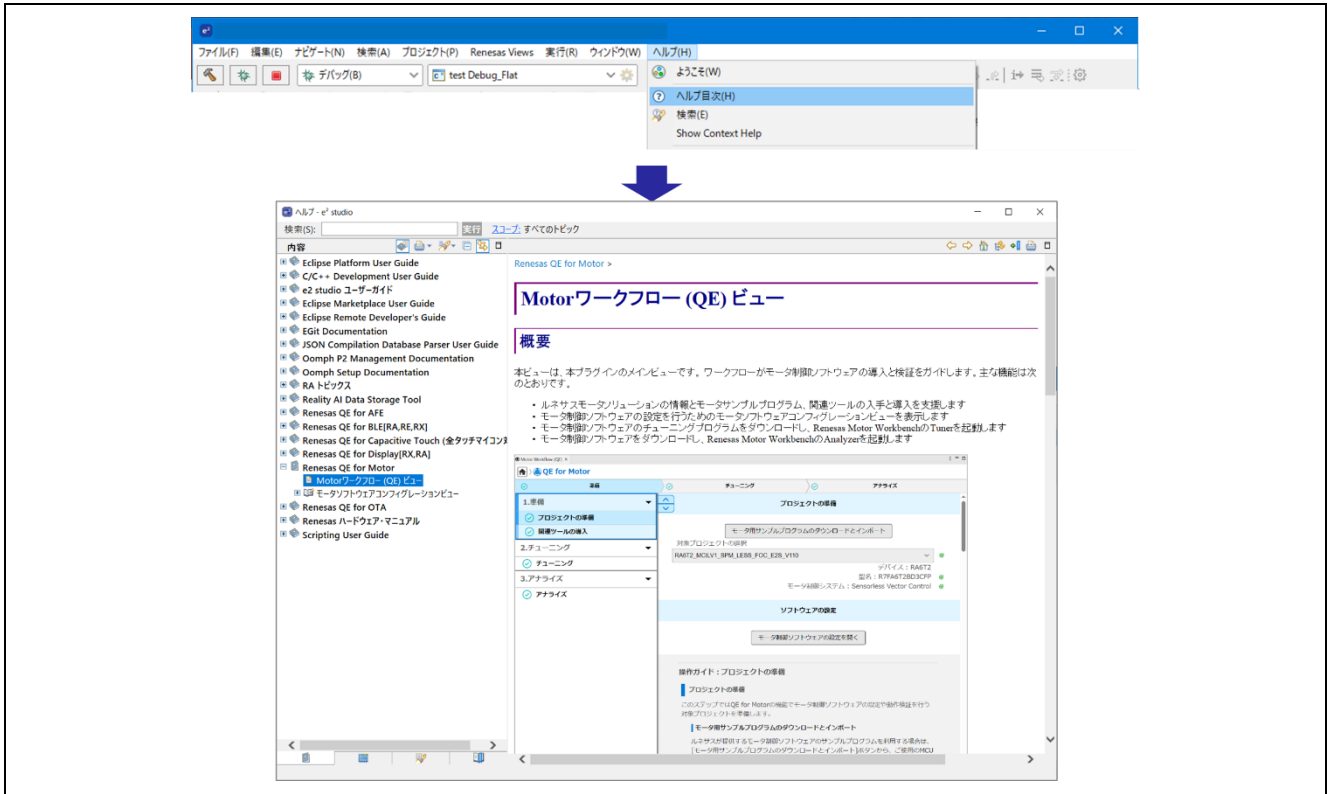 ファイル(F) 編集(E) ナビゲート(N) 検索(A) プロジェクト(P) Renesas Views 実行(R) ウィンドウ(W) ヘルプ(H)
デバッグ(B) test Debug_Flat
ようこそ(W)
ヘルプ目次(H)
検索(E)
Show Context Help
ヘルプ - e² studio
検索(S): 実行 スコープ: すべてのトピック
内容
Eclipse Platform User Guide
C/C++ Development User Guide
e2 studio ユーザーガイド
Eclipse Marketplace User Guide
Eclipse Remote Developer's Guide
EGit Documentation
JSON Compilation Database Parser User Guide
Oomph P2 Management Documentation
Oomph Setup Documentation
RA トピックス
Reality AI Data Storage Tool
Renesas QE for AFE
Renesas QE for BLE[RA,RE,RX]
Renesas QE for Capacitive Touch (全タッチマイコン
Renesas QE for Display[RX,RA]
Renesas QE for Motor
Motorワークフロー (QE) ビュー
モータソフトウェアコンフィグレーションビュー
Renesas QE for OTA
Renesas ハードウェア・マニュアル
Scripting User Guide
Renesas QE for Motor >
Motorワークフロー (QE) ビュー
概要
本ビューは、本プラグインのメインビューです。ワークフローがモータ制御ソフトウェアの導入と検証をガイドします。主な機能は次
のとおりです。
• ルネサスモータソリューションの情報とモータサンプルプログラム、関連ツールの入手と導入を支援します
• モータ制御ソフトウェアの設定を行うためのモータソフトウェアコンフィグレーションビューを表示します
• モータ制御ソフトウェアのチューニングプログラムをダウンロードし、Renesas Motor WorkbenchのTunerを起動します
• モータ制御ソフトウェアをダウンロードし、Renesas Motor WorkbenchのAnalyzerを起動します
Motor Workflow (QE)
QE for Motor
準備 チューニング アナライズ
1.準備
プロジェクトの準備
関連ツールの導入
2.チューニング
チューニング
3.アナライズ
アナライズ
プロジェクトの準備
モータ用サンプルプログラムのダウンロードとインポート
対象プロジェクトの選択
RA6T2_MCILV1_SPM_LESS_FOC_E2S_V110
デバイス : RA6T2
型名 : R7FA6T2BD3CFP
モータ制御システム : Sensorless Vector Control
ソフトウェアの設定
モータ制御ソフトウェアの設定を開く
操作ガイド : プロジェクトの準備
プロジェクトの準備
このステップではQE for Motorの機能でモータ制御ソフトウェアの設定や動作検証を行う
対象プロジェクトを準備します。
モータ用サンプルプログラムのダウンロードとインポート
ルネサスが提供するモータ制御ソフトウェアのサンプルプログラムを利用する場合は、
[モータ用サンプルプログラムのダウンロードとインポート]ボタンから、ご使用のMCU